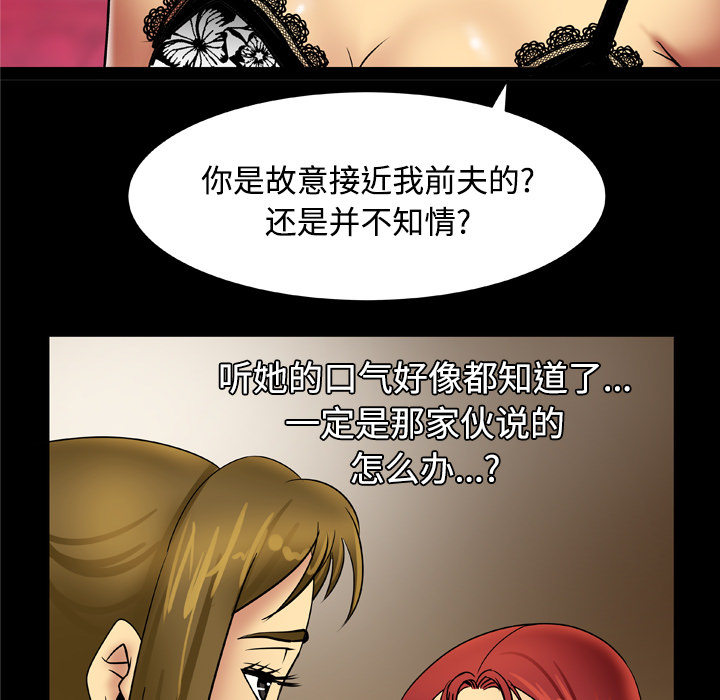 你是故意接近我前夫的?
还是并不知情?
听她的口气好像都知道了...
一定是那家伙说的
怎么办...?